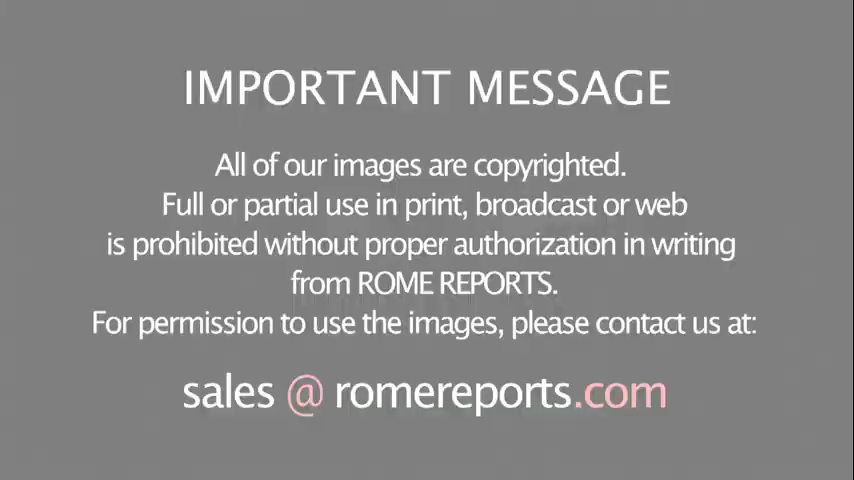 IMPORTANT MESSAGE
All of our images are copyrighted.
Full or partial use in print, broadcast or web
is prohibited without proper authorization in writing
from ROME REPORTS.
For permission to use the images, please contact us at:
sales @ romereports.com